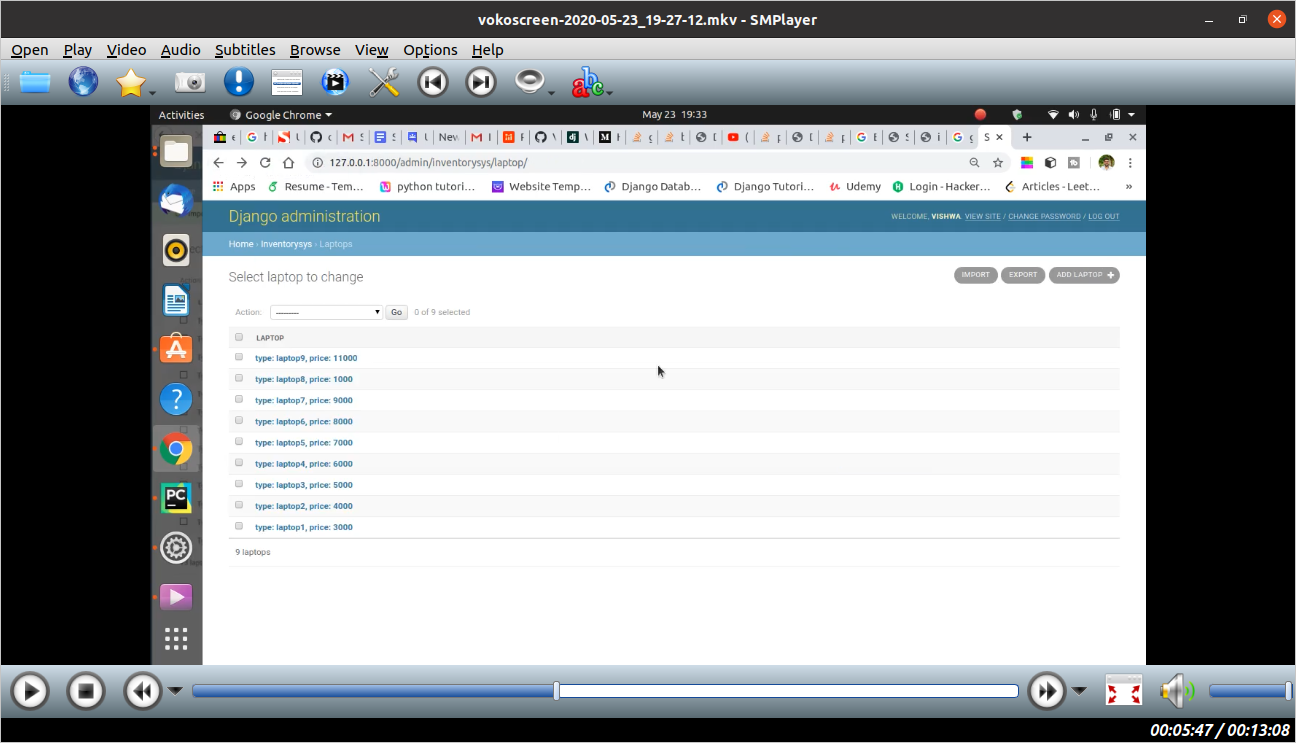 vokoscreen-2020-05-23_19-27-12.mkv - SMPlayer
Open Play Video Audio Subtitles Browse View Options Help
Activities Google Chrome May 23 19:33
127.0.0.1:8000/admin/inventorysys/laptop/
Apps Resume - Tem... python tutori... Website Temp... Django Datab... Django Tutori... Udemy Login - Hacker... Articles - Leet... »
Django administration
WELCOME, VISHWA. VIEW SITE / CHANGE PASSWORD / LOG OUT
Home › Inventorysys › Laptops
Select laptop to change
IMPORT EXPORT ADD LAPTOP +
Action: --------- Go 0 of 9 selected
LAPTOP
type: laptop9, price: 11000
type: laptop8, price: 1000
type: laptop7, price: 9000
type: laptop6, price: 8000
type: laptop5, price: 7000
type: laptop4, price: 6000
type: laptop3, price: 5000
type: laptop2, price: 4000
type: laptop1, price: 3000
9 laptops
PC
00:05:47 / 00:13:08